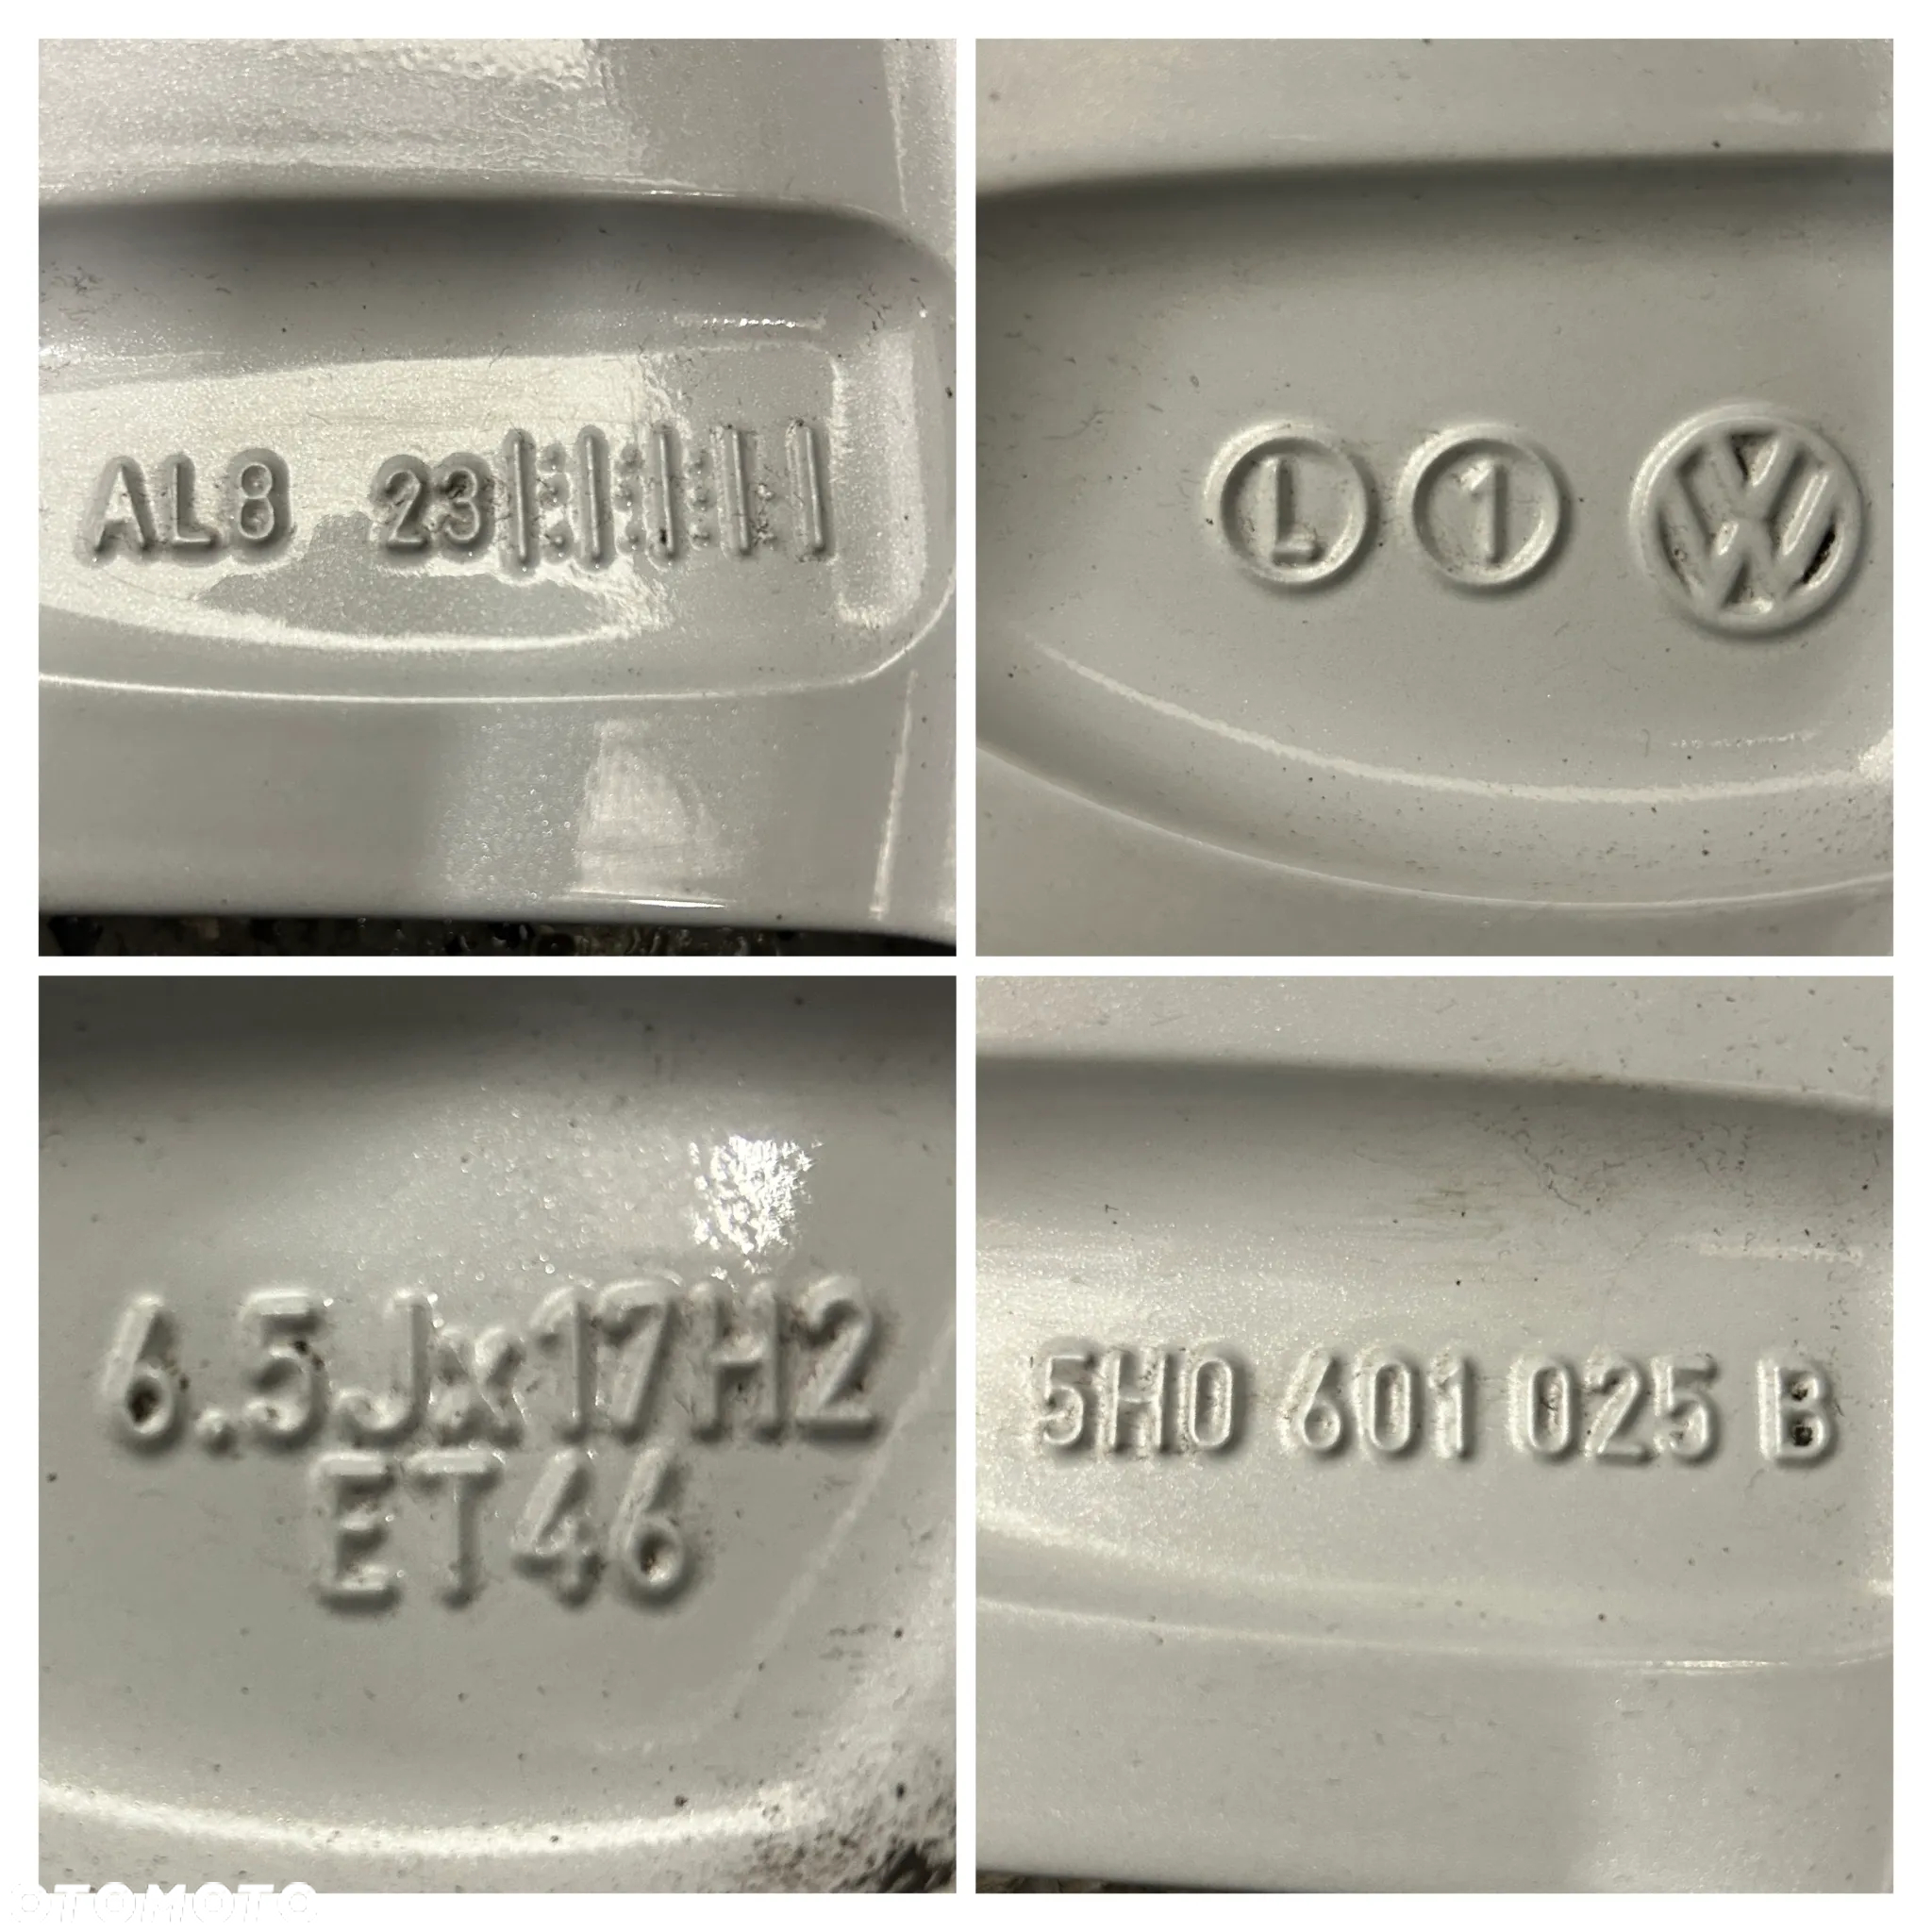 AL8 23
L 1
6.5Jx17H2
ET46
5H0 601 025 B
OTOMOTO